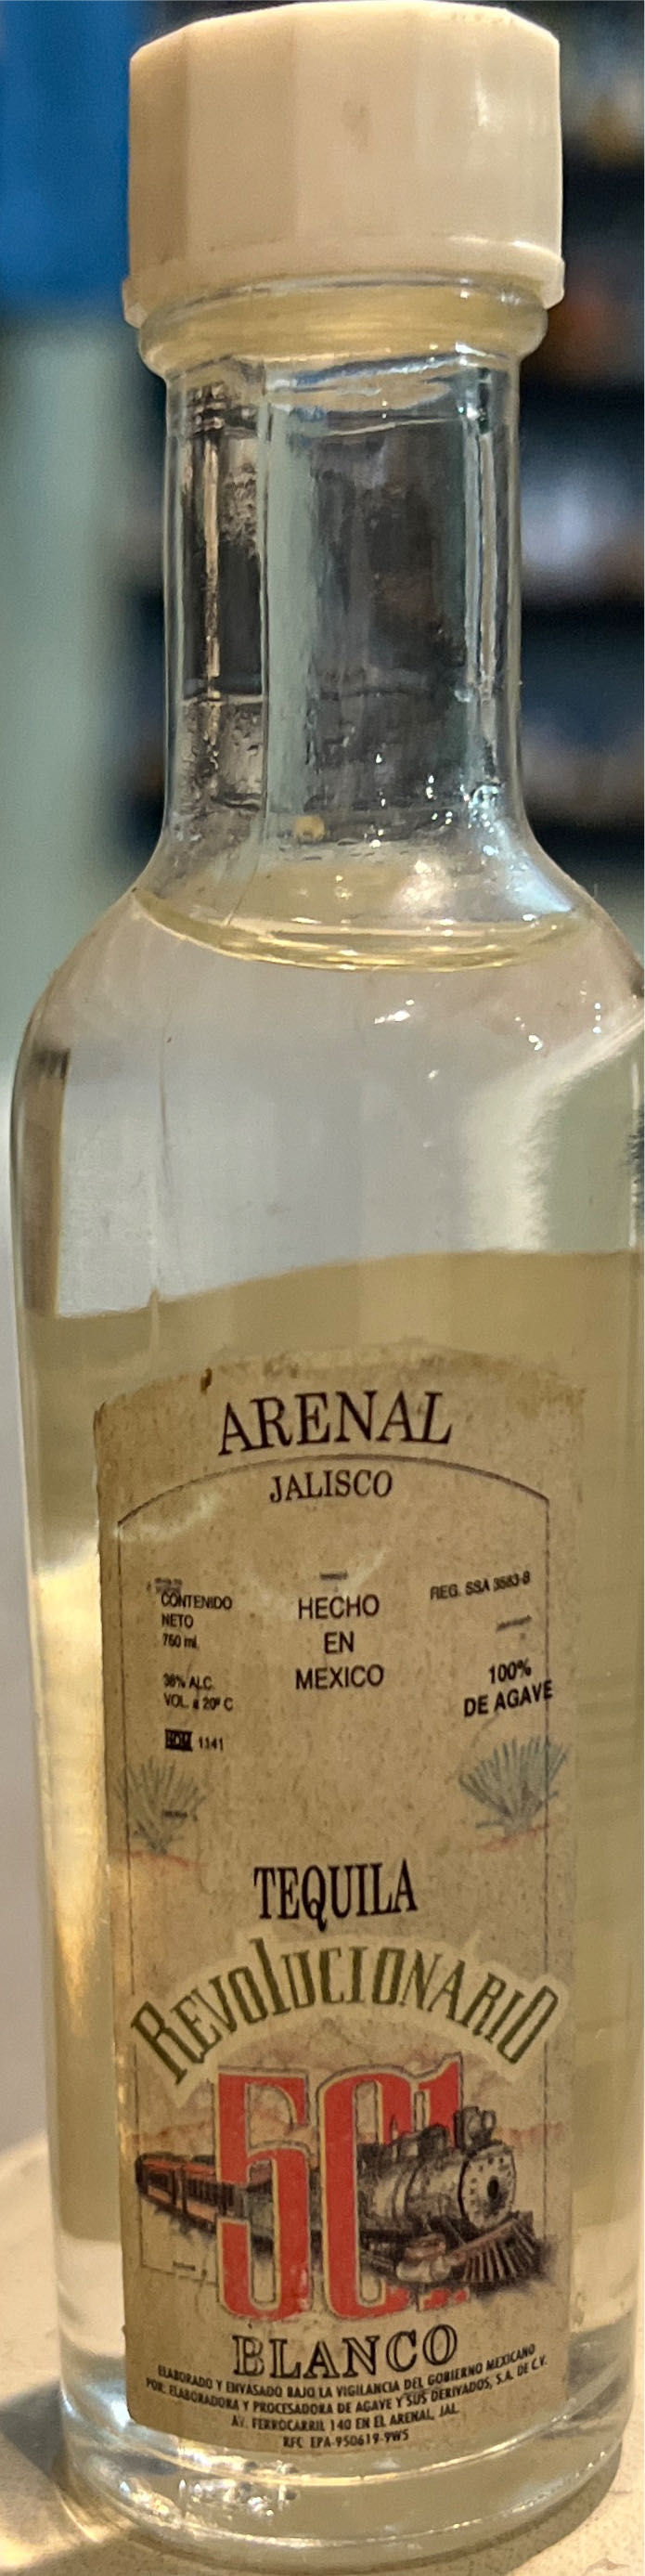 ARENAL
JALISCO
CONTENIDO
NETO
750 ml.
38% ALC.
VOL. a 20º C
NOM 1141
HECHO
EN
MEXICO
REG. SSA 3583-B
100%
DE AGAVE
TEQUILA
REVOLUCIONARIO
501
BLANCO
ELABORADO Y ENVASADO BAJO LA VIGILANCIA DEL GOBIERNO MEXICANO
POR: ELABORADORA Y PROCESADORA DE AGAVE Y SUS DERIVADOS, S.A. DE C.V.
AV. FERROCARRIL 140 EN EL ARENAL, JAL.
RFC EPA-950619-9W5